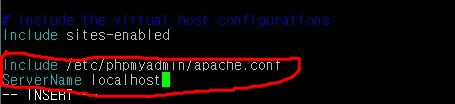 # Include the virtual host configurations:
Include sites-enabled
Include /etc/phpmyadmin/apache.conf
ServerName localhost
-- INSERT